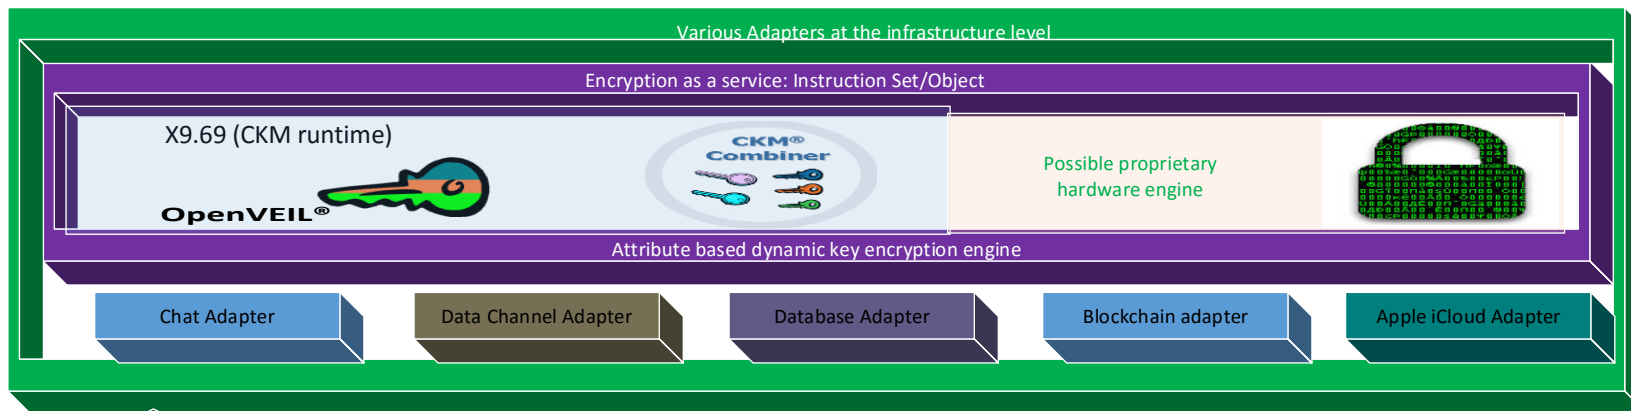 Various Adapters at the infrastructure level
Encryption as a service: Instruction Set/Object
X9.69 (CKM runtime)
OpenVEIL®
CKM®
Combiner
Possible proprietary
hardware engine
Attribute based dynamic key encryption engine
Chat Adapter
Data Channel Adapter
Database Adapter
Blockchain adapter
Apple iCloud Adapter